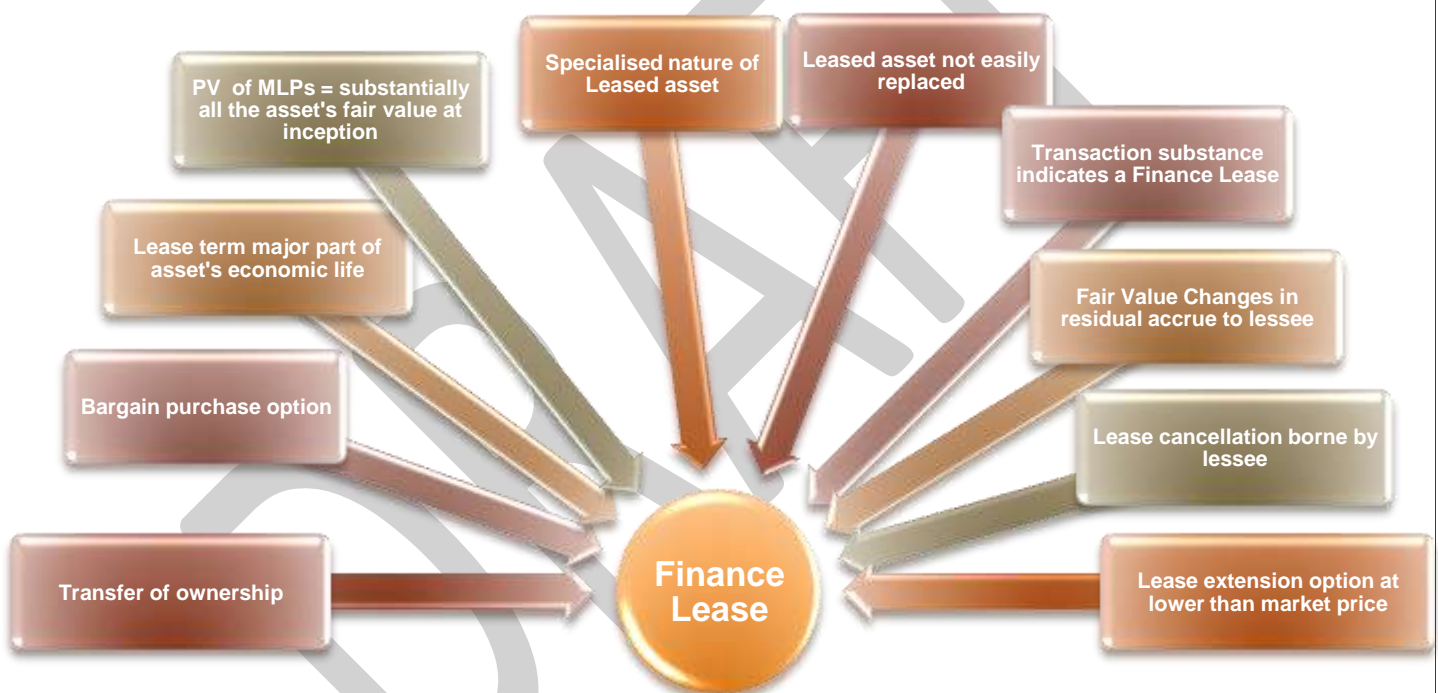 Specialised nature of
Leased asset
Leased asset not easily
replaced
PV of MLPs = substantially
all the asset's fair value at
inception
Transaction substance
indicates a Finance Lease
Lease term major part of
asset's economic life
Fair Value Changes in
residual accrue to lessee
Bargain purchase option
Lease cancellation borne by
lessee
Transfer of ownership
Finance
Lease
Lease extension option at
lower than market price
DRAFT